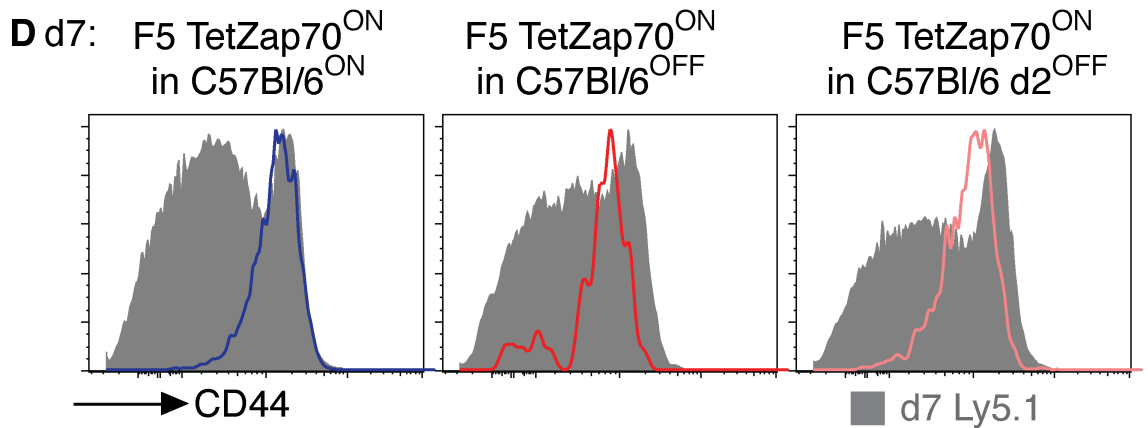 D d7: F5 TetZap70ON F5 TetZap70ON F5 TetZap70ON
in C57Bl/6ON in C57Bl/6OFF in C57Bl/6 d2OFF
CD44 d7 Ly5.1